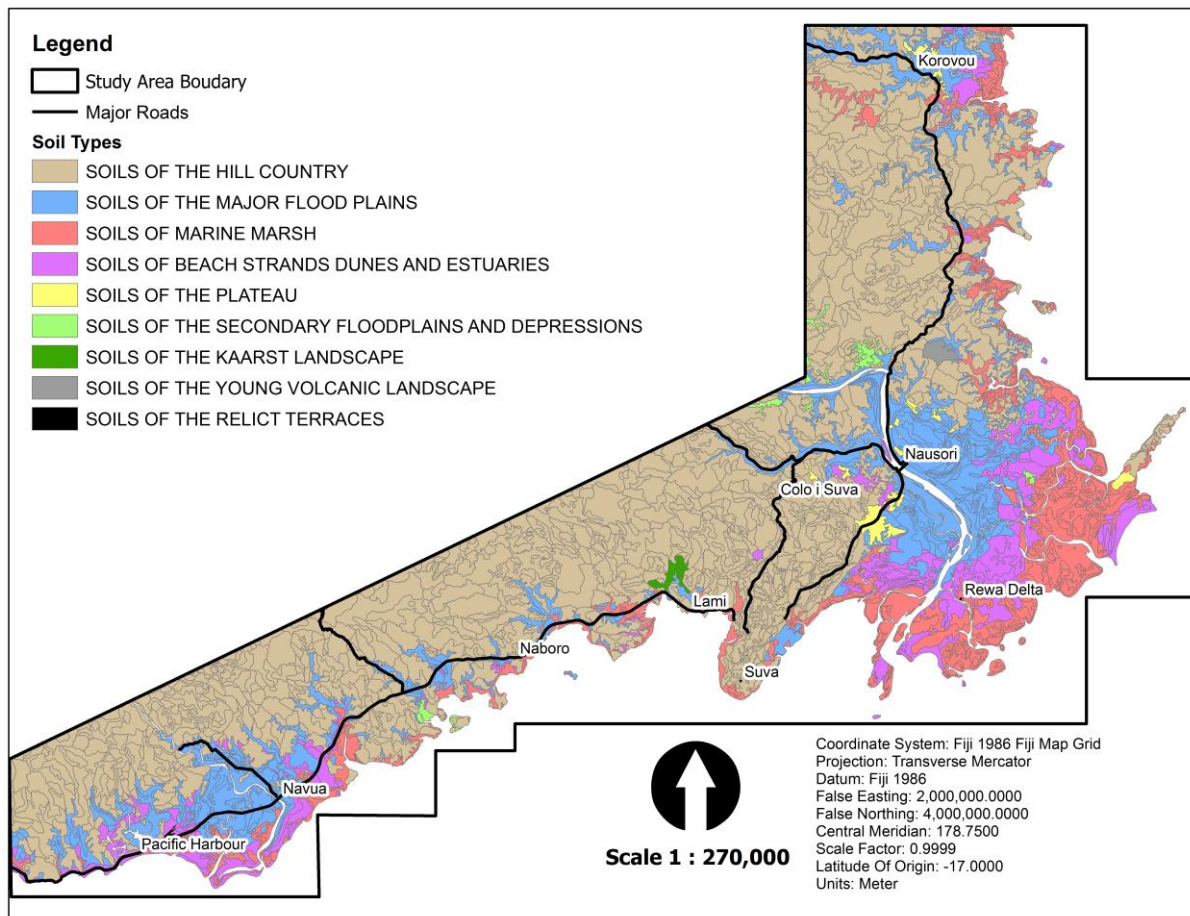 Legend
Study Area Boudary
Major Roads
Soil Types
SOILS OF THE HILL COUNTRY
SOILS OF THE MAJOR FLOOD PLAINS
SOILS OF MARINE MARSH
SOILS OF BEACH STRANDS DUNES AND ESTUARIES
SOILS OF THE PLATEAU
SOILS OF THE SECONDARY FLOODPLAINS AND DEPRESSIONS
SOILS OF THE KAARST LANDSCAPE
SOILS OF THE YOUNG VOLCANIC LANDSCAPE
SOILS OF THE RELICT TERRACES
Korovou
Nausori
Colo i Suva
Rewa Delta
Lami
Naboro
Suva
Navua
Pacific Harbour
Scale 1 : 270,000
Coordinate System: Fiji 1986 Fiji Map Grid
Projection: Transverse Mercator
Datum: Fiji 1986
False Easting: 2,000,000.0000
False Northing: 4,000,000.0000
Central Meridian: 178.7500
Scale Factor: 0.9999
Latitude Of Origin: -17.0000
Units: Meter